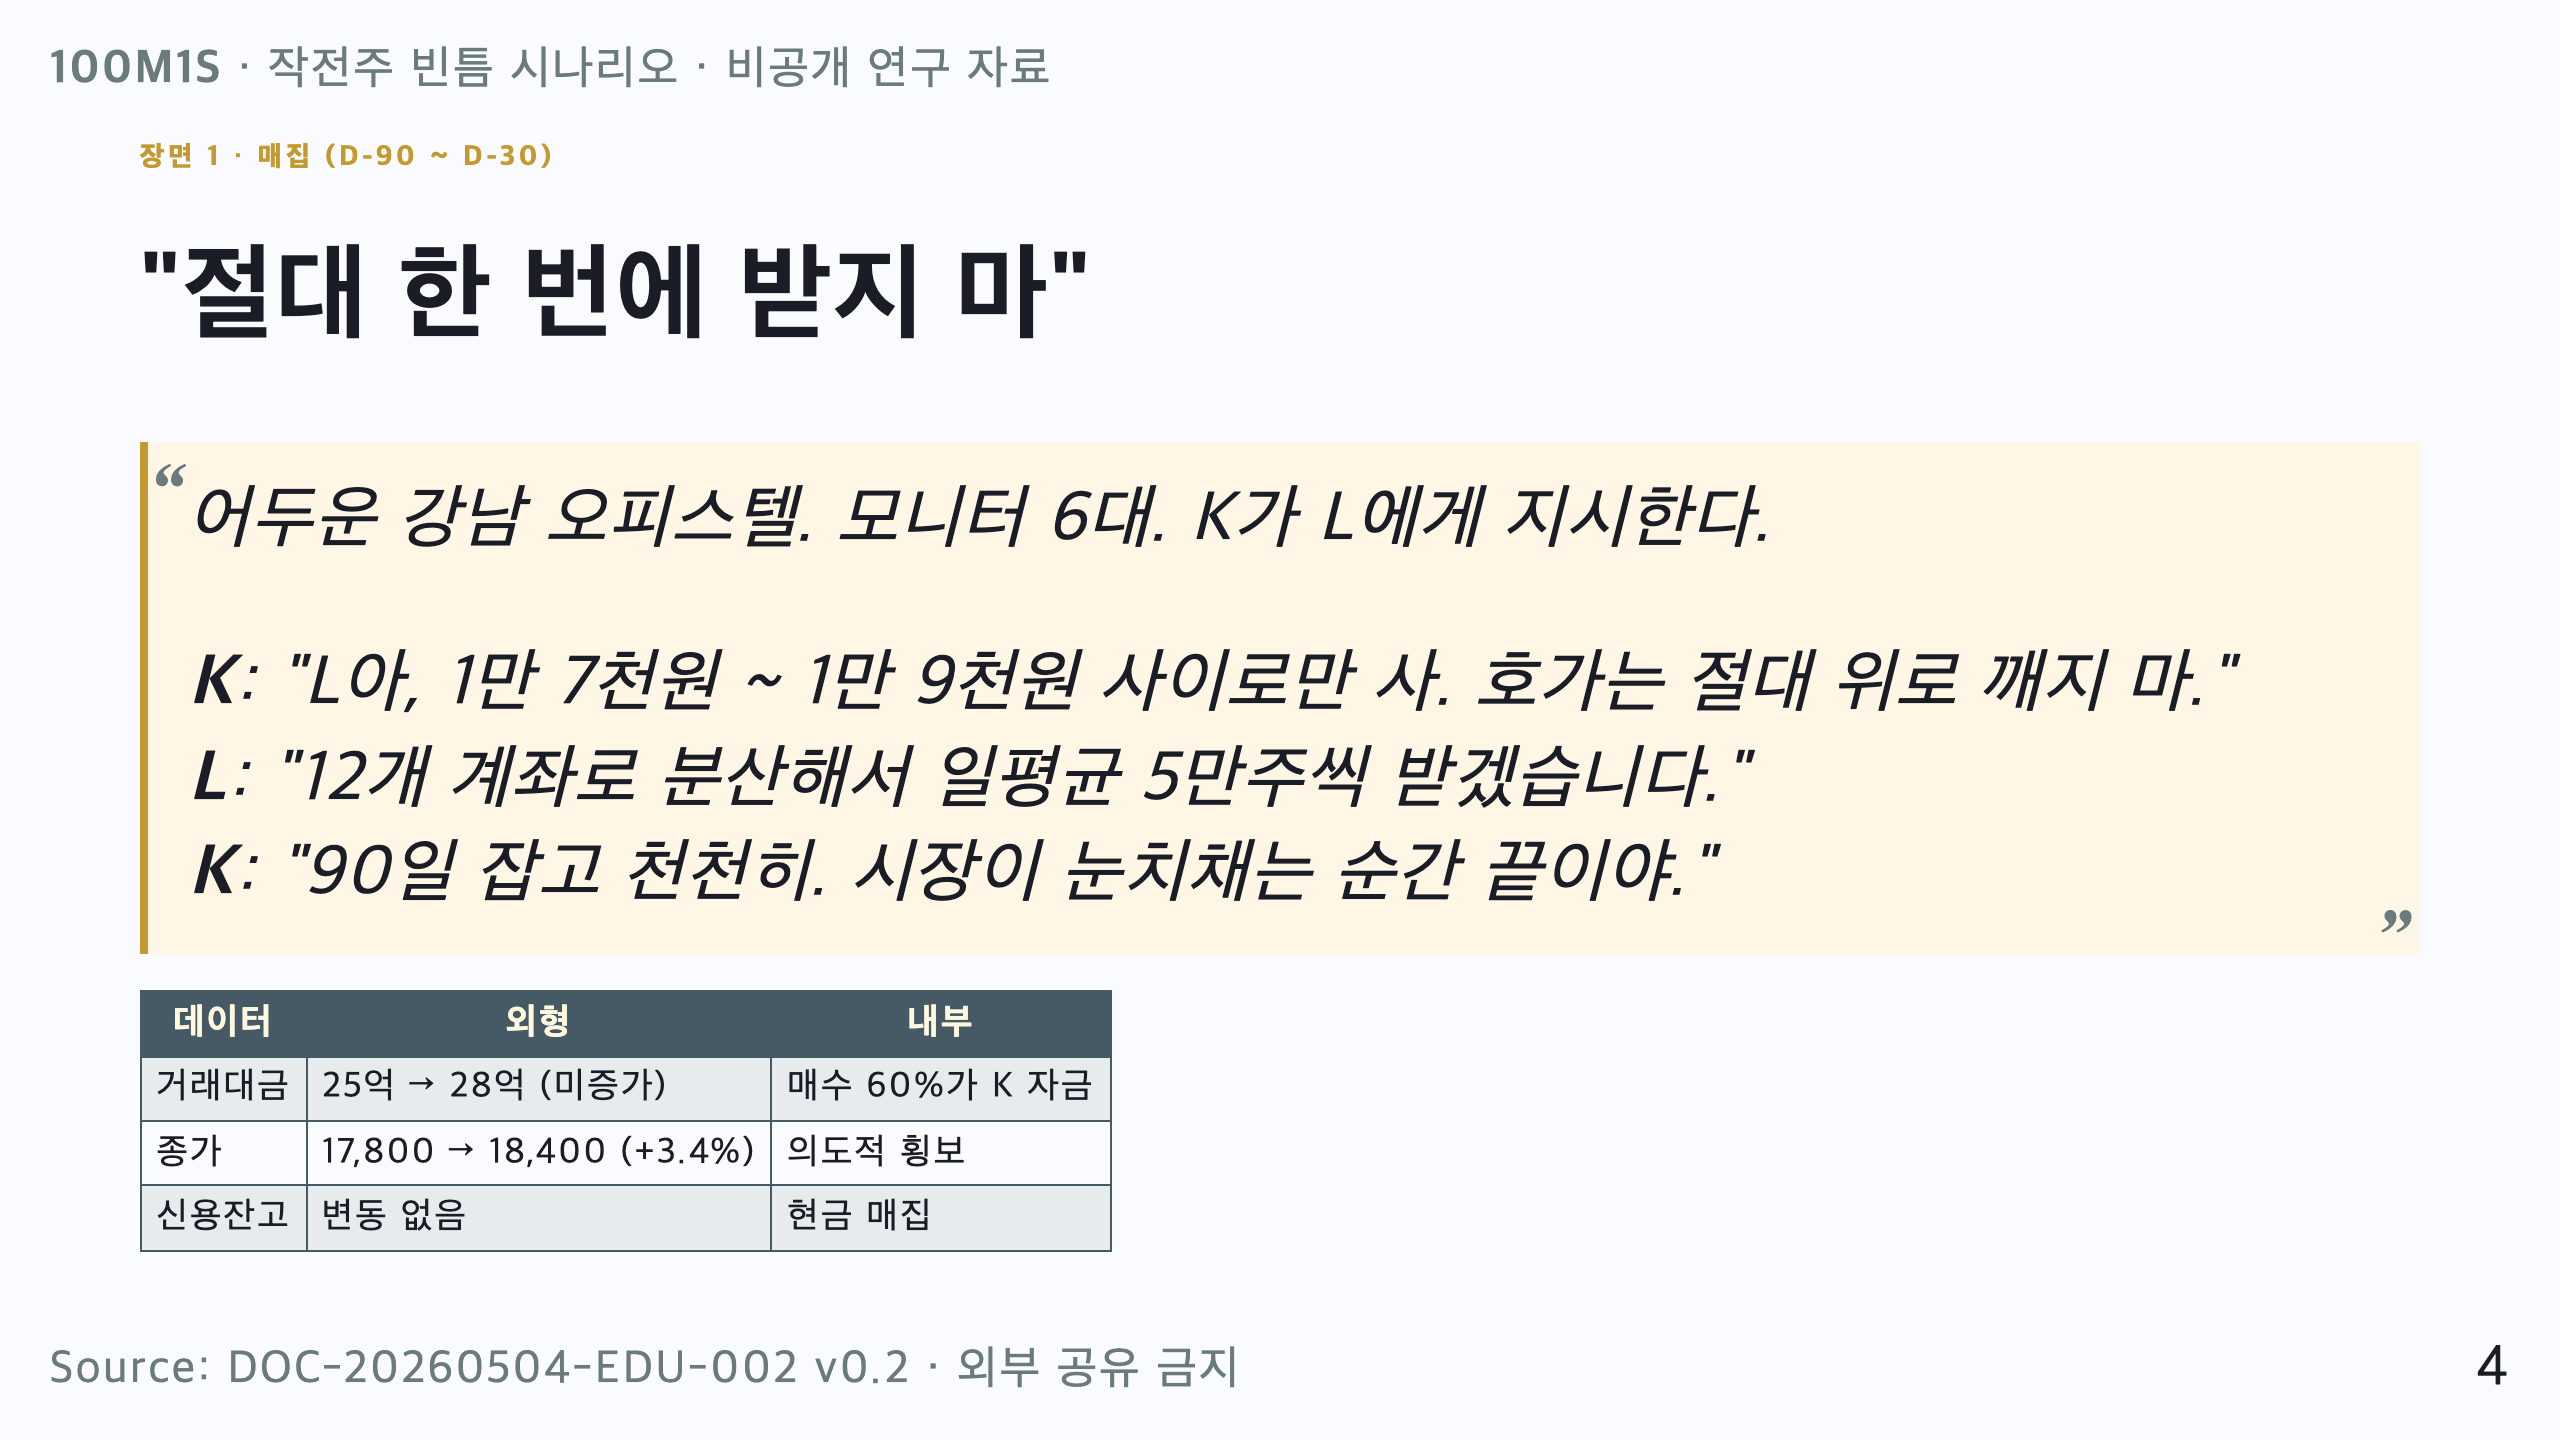 100M1S · 작전주 빈틈 시나리오 · 비공개 연구 자료
장면 1 · 매집 (D-90 ~ D-30)
"절대 한 번에 받지 마"
“어두운 강남 오피스텔. 모니터 6대. K가 L에게 지시한다.
K: "L아, 1만 7천원 ~ 1만 9천원 사이로만 사. 호가는 절대 위로 깨지 마."
L: "12개 계좌로 분산해서 일평균 5만주씩 받겠습니다."
K: "90일 잡고 천천히. 시장이 눈치채는 순간 끝이야."
”
데이터 외형 내부
거래대금 25억 → 28억 (미증가) 매수 60%가 K 자금
종가 17,800 → 18,400 (+3.4%) 의도적 횡보
신용잔고 변동 없음 현금 매집
Source: DOC-20260504-EDU-002 v0.2 · 외부 공유 금지
4